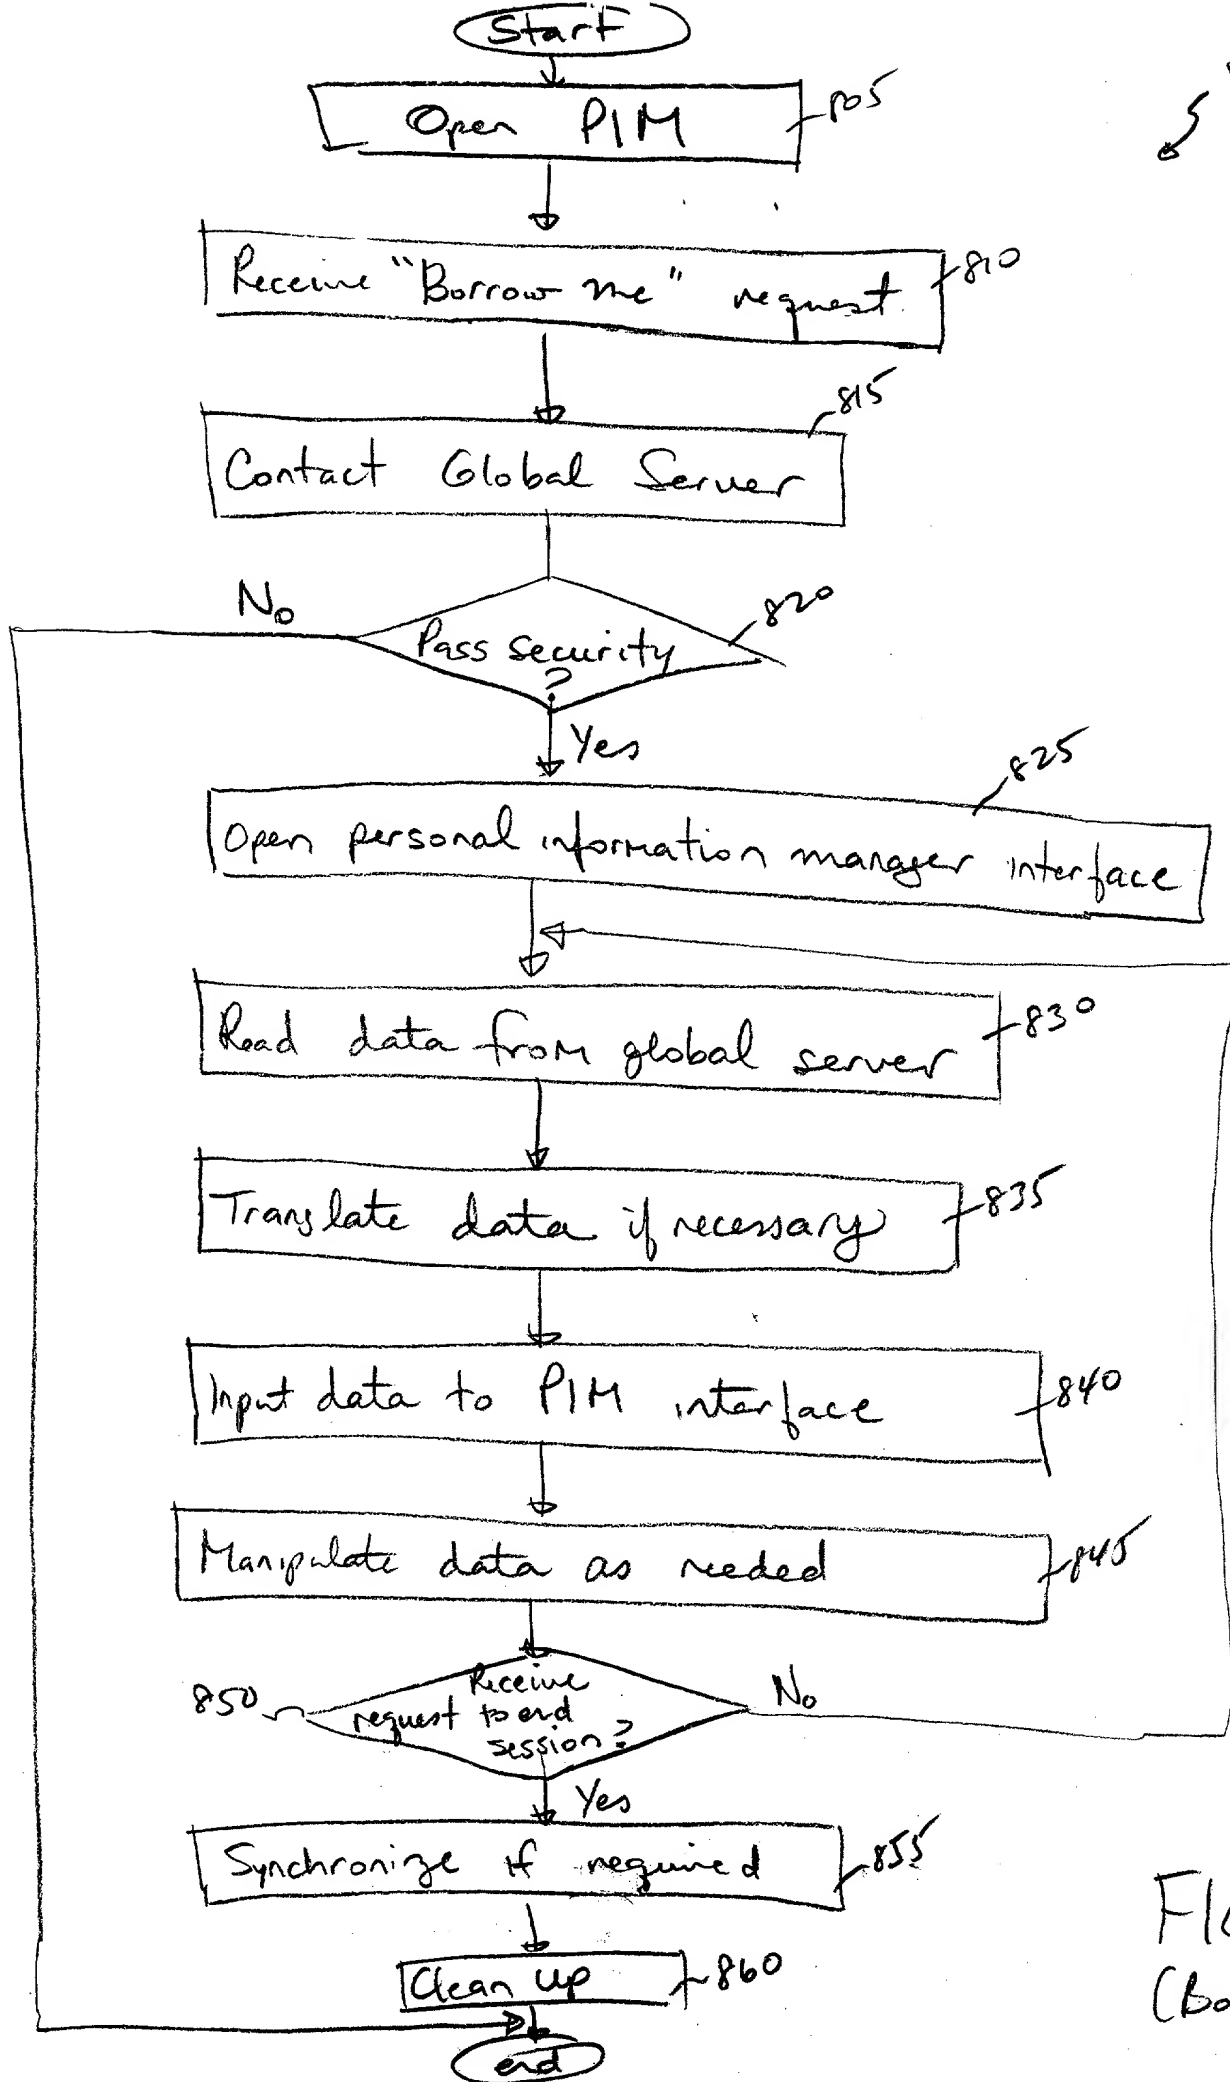 Start
Open PIM
805
Receive "Borrow me" request
810
815
Contact Global Server
No
820
Pass security
?
Yes
825
Open personal information manager interface
Read data from global server
830
Translate data if necessary
835
Input data to PIM interface
840
Manipulate data as needed
845
850
Receive
request to end
session?
No
Yes
Synchronize if required
855
Clean up
860
end
FIG
(Bo